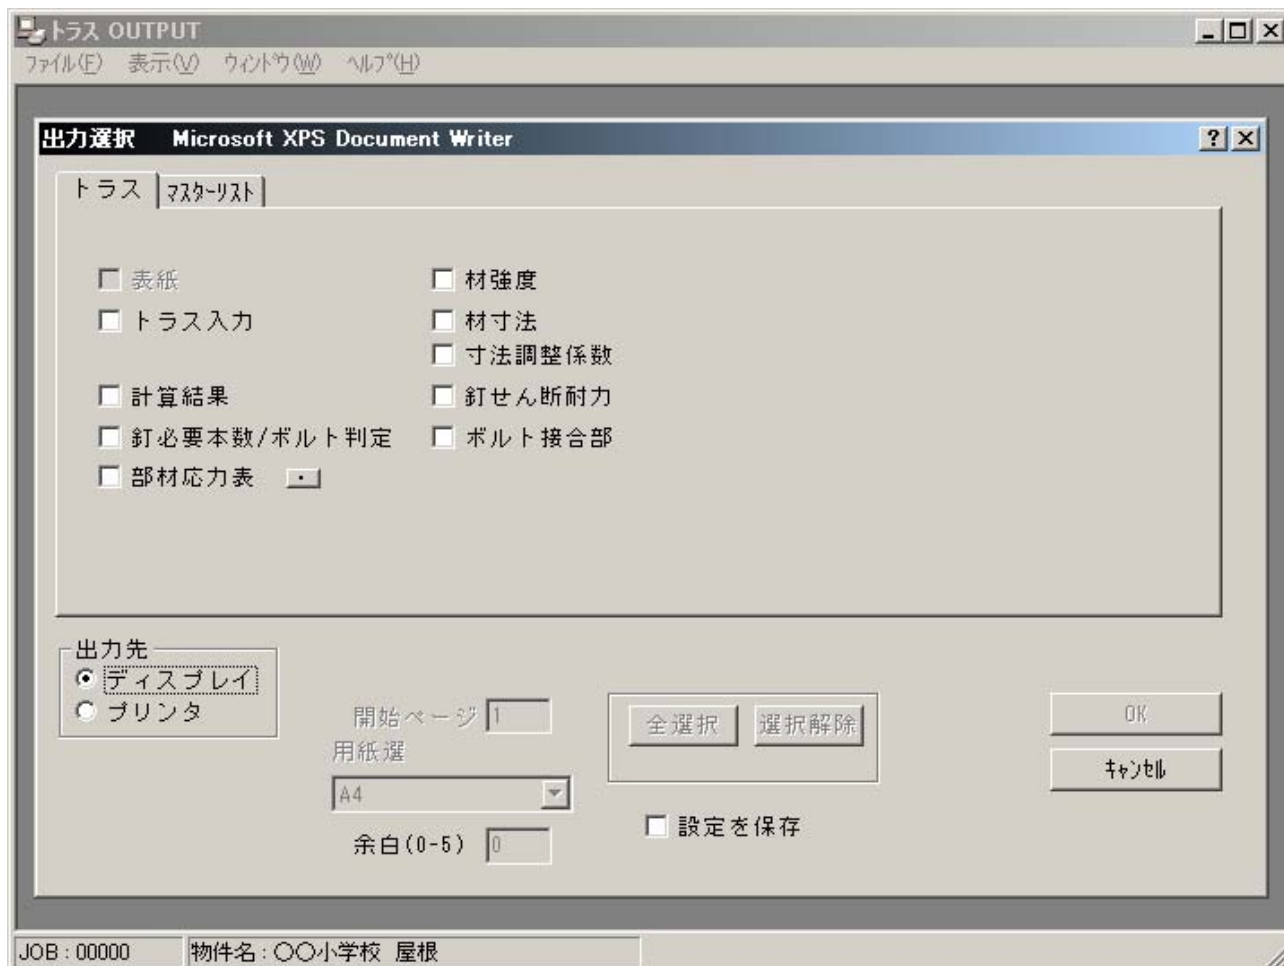 トラス OUTPUT
ファイル(F) 表示(V) ウィンドウ(W) ヘルプ(H)
出力選択 Microsoft XPS Document Writer
トラス マスターリスト
表紙 材強度
トラス入力 材寸法
寸法調整係数
計算結果 釘せん断耐力
釘必要本数/ボルト判定 ボルト接合部
部材応力表
出力先
ディスプレイ
プリンタ
開始ページ 1
用紙選
A4
余白(0-5) 0
全選択 選択解除
設定を保存
OK
キャンセル
JOB : 00000 物件名 : 〇〇小学校 屋根